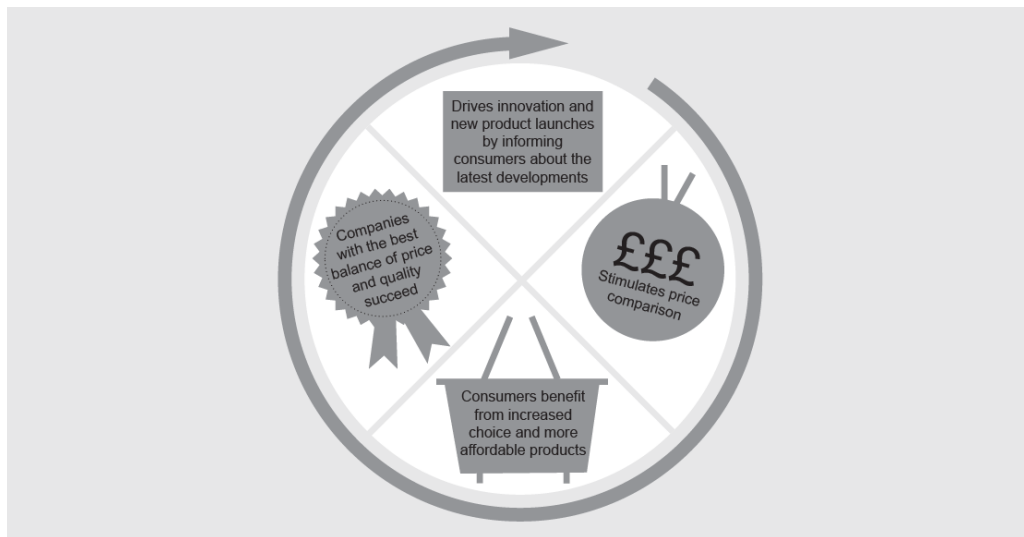 Drives innovation and
new product launches
by informing
consumers about the
latest developments
£££
Stimulates price
comparison
Consumers benefit
from increased
choice and more
affordable products
Companies
with the best
balance of price
and quality
succeed